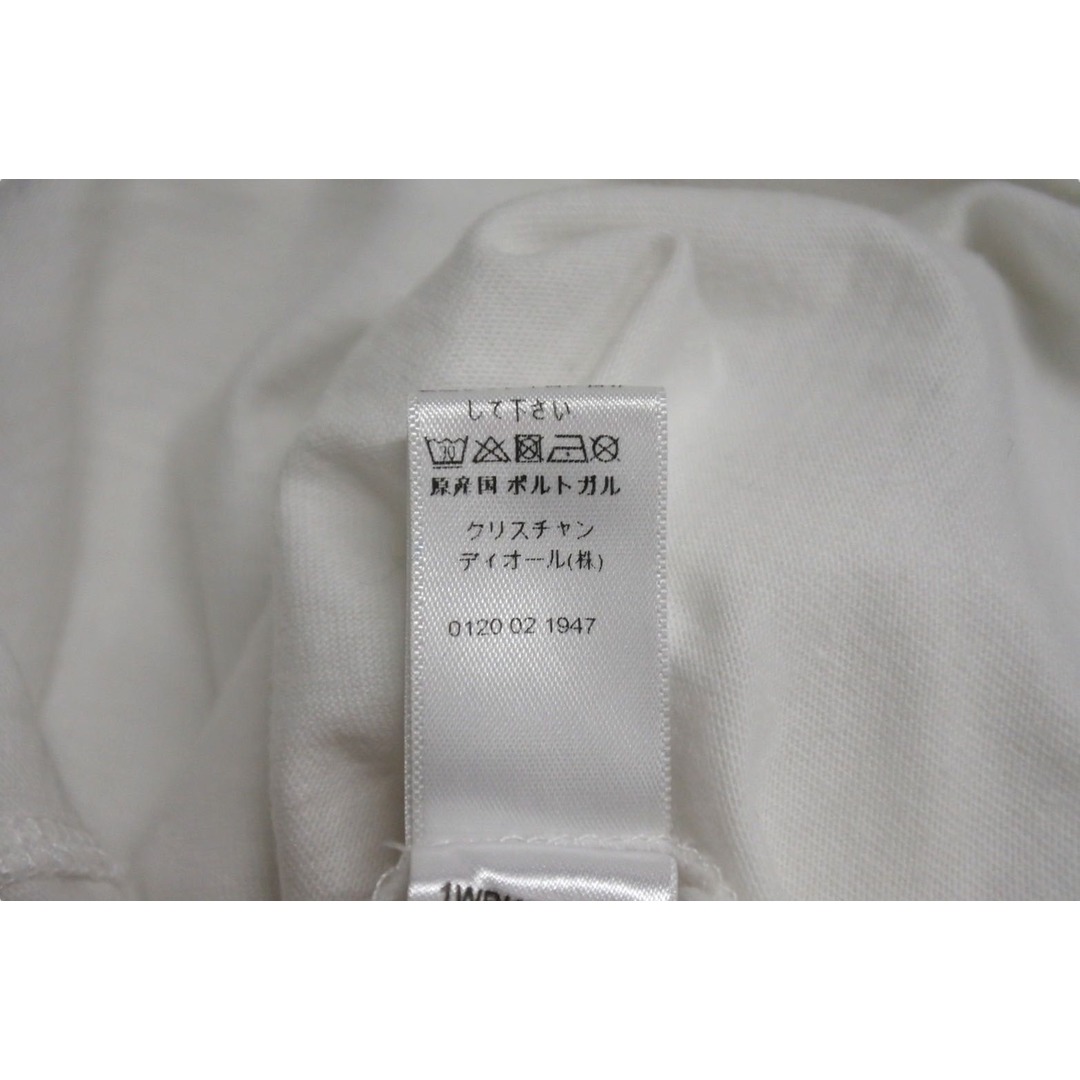 して下さい
30
原産国 ポルトガル
クリスチャン
ディオール(株)
0120 02 1947